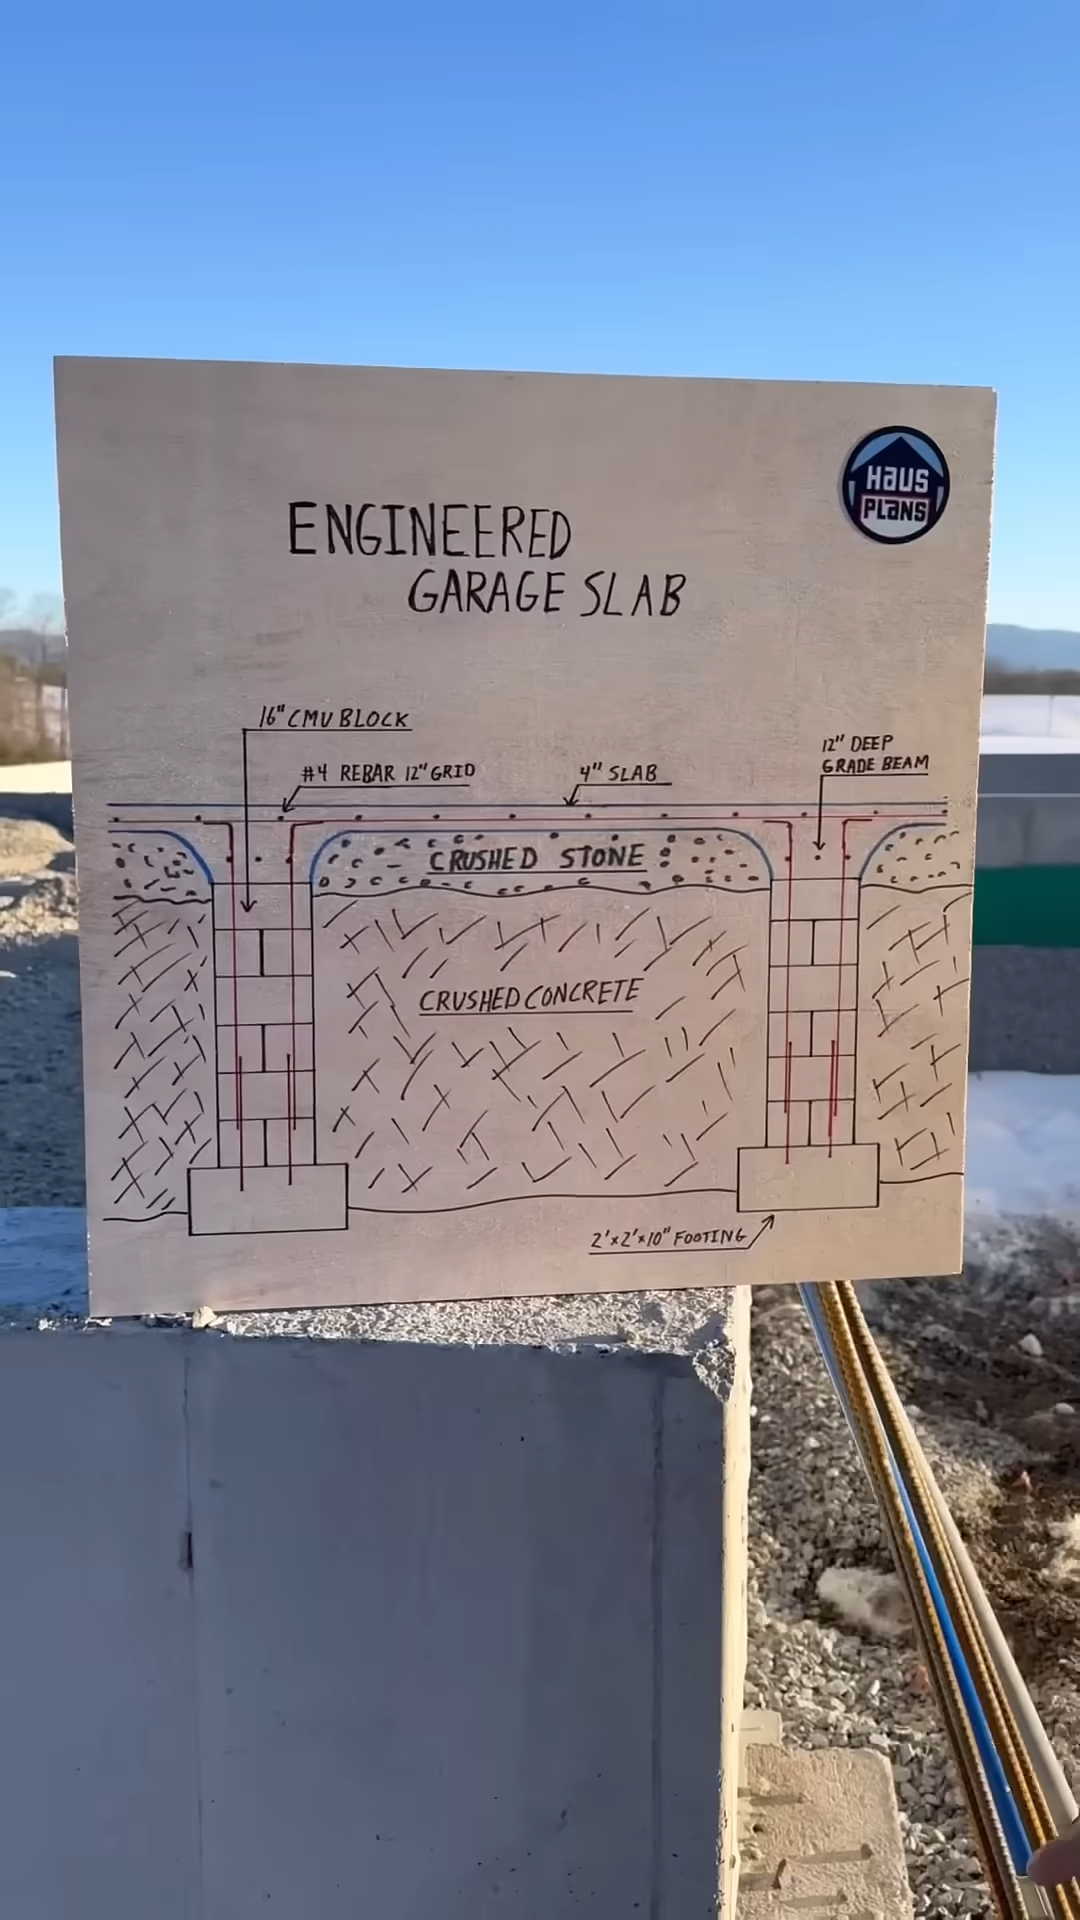 HAUS
PLANS
ENGINEERED
GARAGE SLAB
16" CMU BLOCK
#4 REBAR 12" GRID
4" SLAB
12" DEEP
GRADE BEAM
CRUSHED STONE
CRUSHED CONCRETE
2'x2'x10" FOOTING